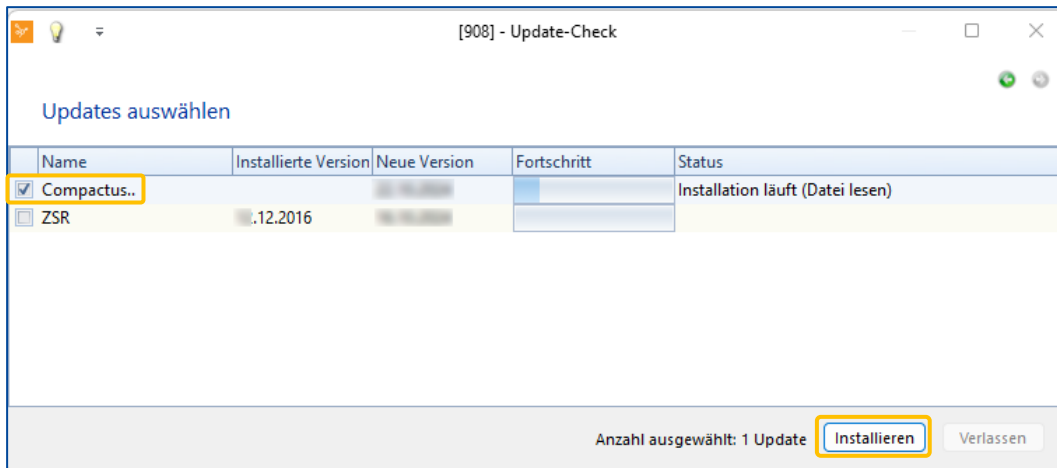 [908] - Update-Check
Updates auswählen
Name Installierte Version Neue Version Fortschritt Status
Compactus.. Installation läuft (Datei lesen)
ZSR .12.2016
Anzahl ausgewählt: 1 Update Installieren Verlassen